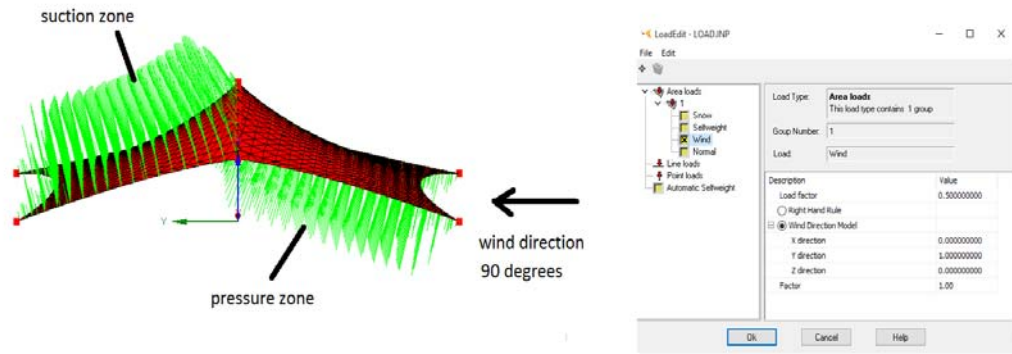 suction zone
Y
wind direction
90 degrees
pressure zone
LoadEdit - LOAD.INP
File Edit
Area loads
1
Snow
Selfweight
Wind
Normal
Line loads
Point loads
Automatic Selfweight
Load Type: Area loads
This load type contains 1 group
Goup Number: 1
Load: Wind
Description Value
Load factor 0.500000000
Right Hand Rule
Wind Direction Model
X direction 0.000000000
Y direction 1.000000000
Z direction 0.000000000
Factor 1.00
Ok Cancel Help